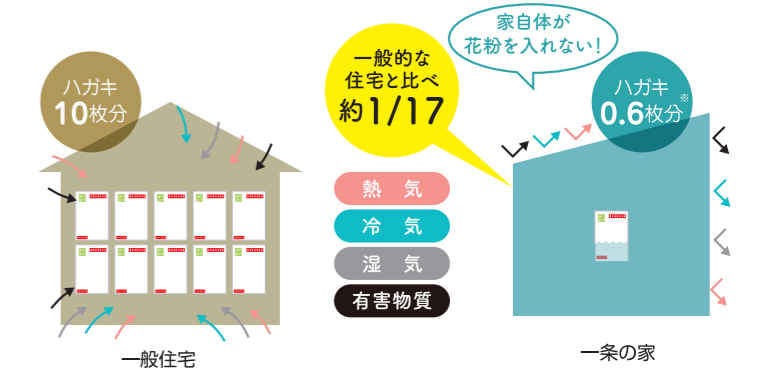 家自体が
花粉を入れない！
一般的な
住宅と比べ
約1/17
ハガキ
10枚分
ハガキ
0.6枚分※
熱 気
冷 気
湿 気
有害物質
一般住宅
一条の家